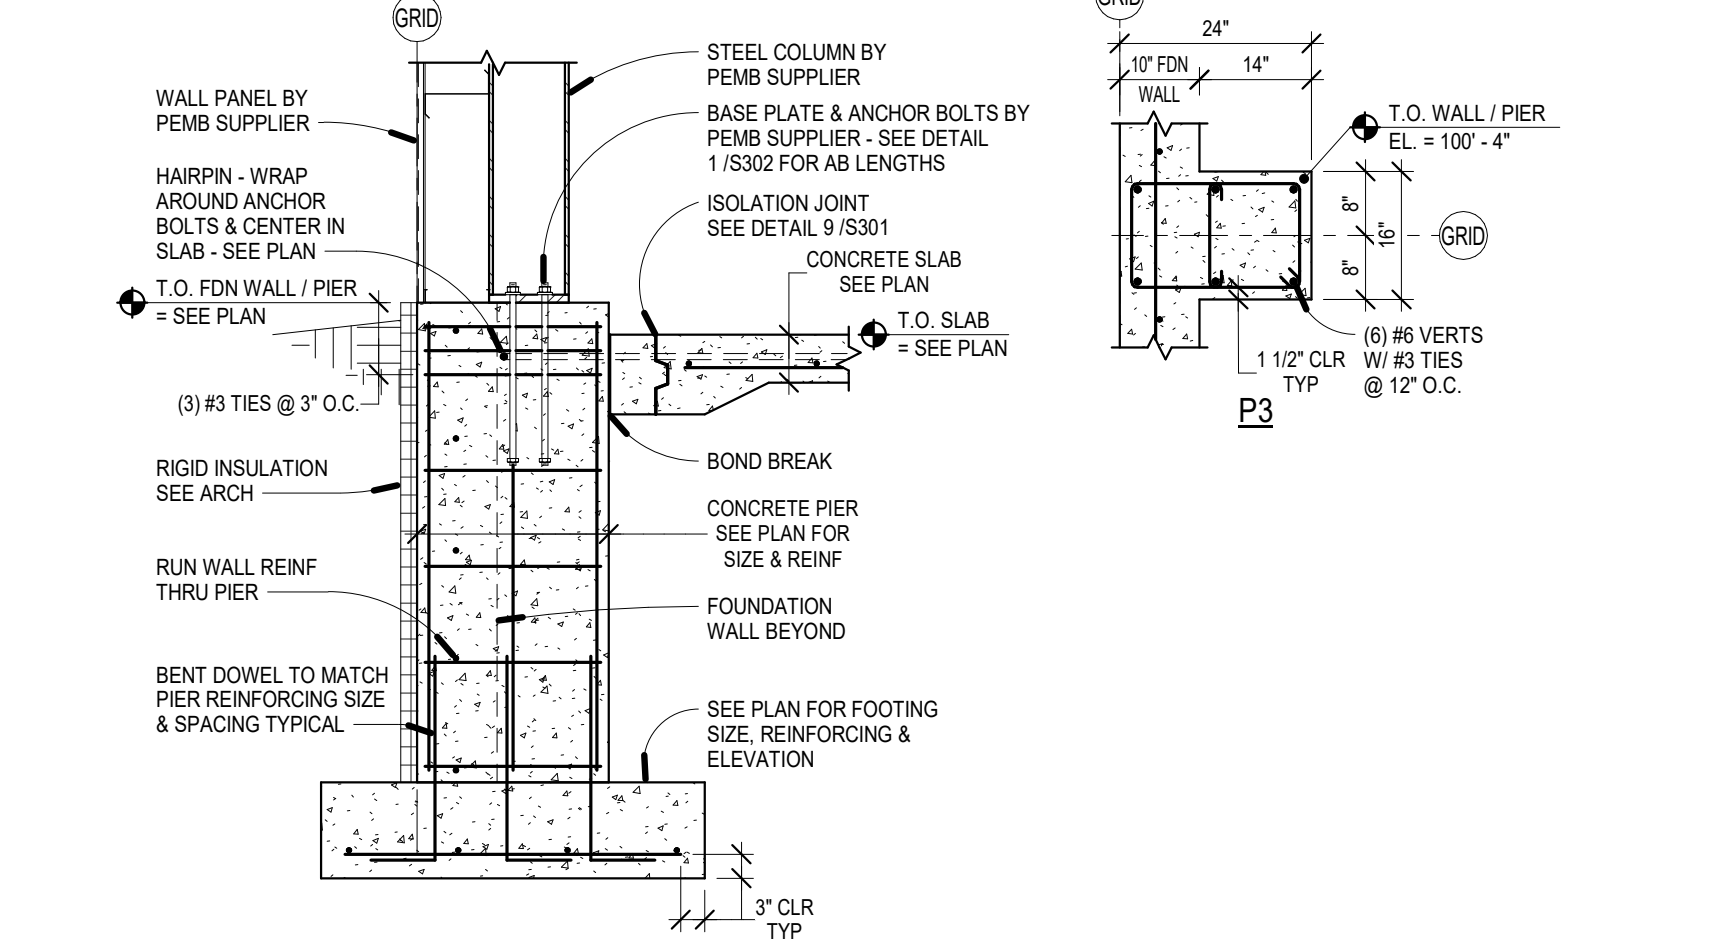 GRID
WALL PANEL BY
PEMB SUPPLIER
HAIRPIN - WRAP
AROUND ANCHOR
BOLTS & CENTER IN
SLAB - SEE PLAN
T.O. FDN WALL / PIER
= SEE PLAN
(3) #3 TIES @ 3" O.C.
RIGID INSULATION
SEE ARCH
RUN WALL REINF
THRU PIER
BENT DOWEL TO MATCH
PIER REINFORCING SIZE
& SPACING TYPICAL
STEEL COLUMN BY
PEMB SUPPLIER
BASE PLATE & ANCHOR BOLTS BY
PEMB SUPPLIER - SEE DETAIL
1 /S302 FOR AB LENGTHS
ISOLATION JOINT
SEE DETAIL 9 /S301
CONCRETE SLAB
SEE PLAN
T.O. SLAB
= SEE PLAN
BOND BREAK
CONCRETE PIER
SEE PLAN FOR
SIZE & REINF
FOUNDATION
WALL BEYOND
SEE PLAN FOR FOOTING
SIZE, REINFORCING &
ELEVATION
3" CLR
TYP
GRID
24"
10" FDN
WALL
14"
T.O. WALL / PIER
EL. = 100' - 4"
8"
16"
8"
GRID
(6) #6 VERTS
W/ #3 TIES
@ 12" O.C.
1 1/2" CLR
TYP
P3